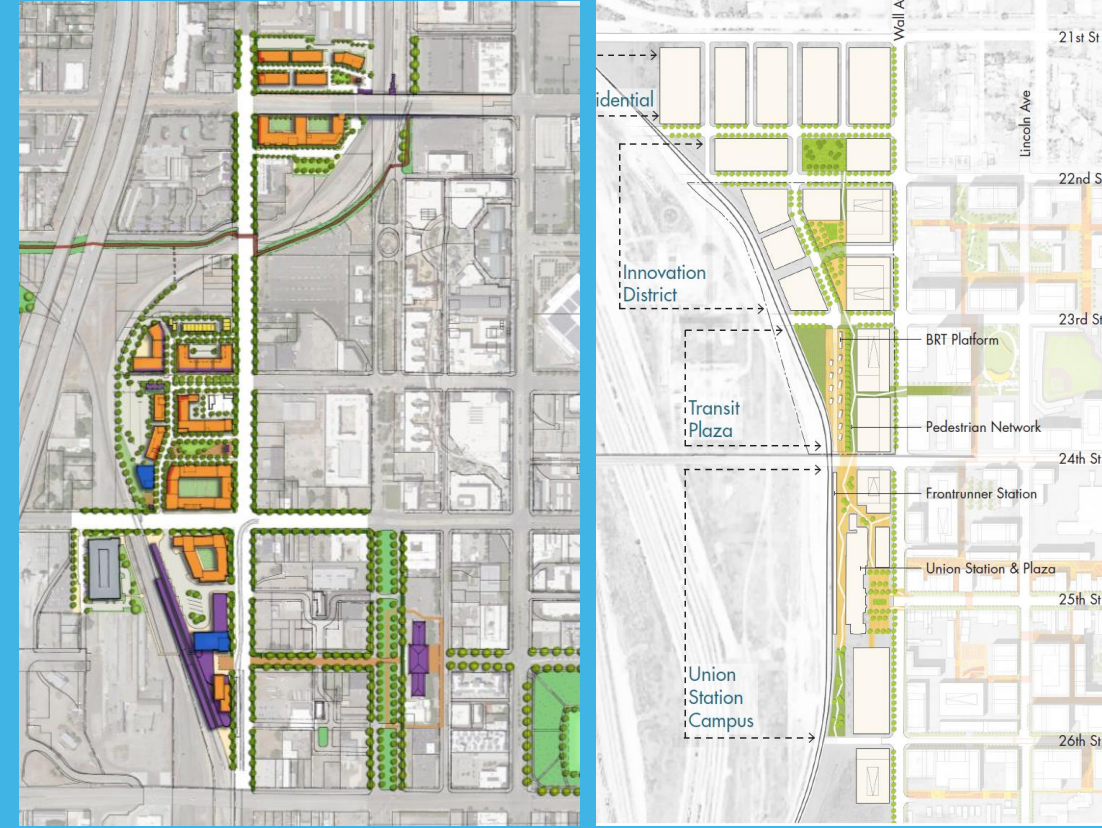 Wall A
21st St
idential
Lincoln Ave
22nd S
Innovation
District
23rd St
BRT Platform
Transit
Plaza
Pedestrian Network
24th St
Frontrunner Station
Union Station & Plaza
25th St
Union
Station
Campus
26th St